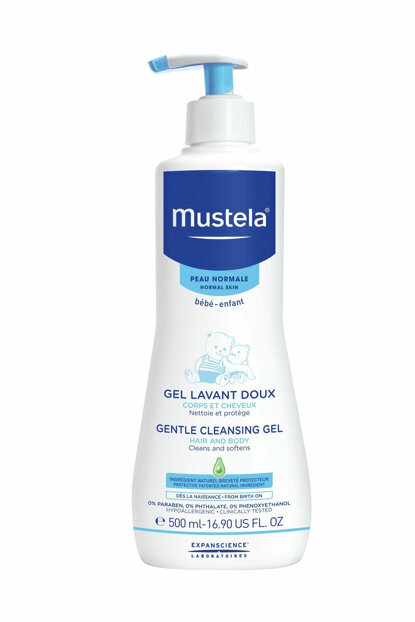 mustela®
PEAU NORMALE
NORMAL SKIN
bébé-enfant
GEL LAVANT DOUX
CORPS ET CHEVEUX
Nettoie et protège
GENTLE CLEANSING GEL
HAIR AND BODY
Cleans and softens
INGRÉDIENT NATUREL BREVETÉ PROTECTEUR
PROTECTIVE PATENTED NATURAL INGREDIENT
DÈS LA NAISSANCE - FROM BIRTH ON
0% PARABEN, 0% PHTHALATE, 0% PHENOXYETHANOL
HYPOALLERGENIC - CLINICALLY TESTED
℮ 500 ml-16.90 US FL. OZ
EXPANSCIENCE®
LABORATOIRES